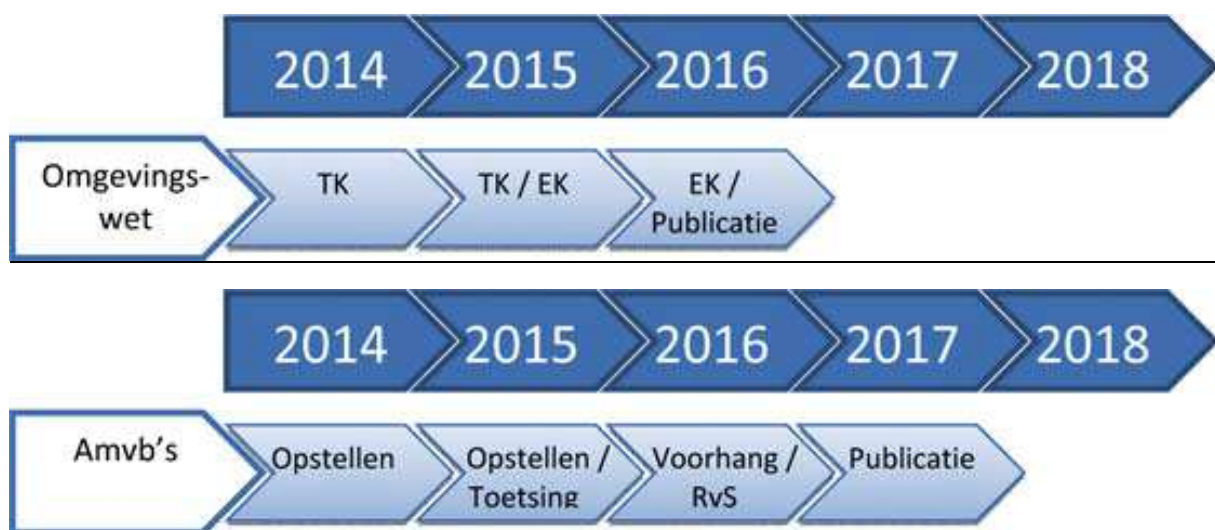 2014 2015 2016 2017 2018
Omgevings-
wet
TK
TK / EK
EK /
Publicatie
2014 2015 2016 2017 2018
Amvb's
Opstellen
Opstellen /
Toetsing
Voorhang /
RvS
Publicatie